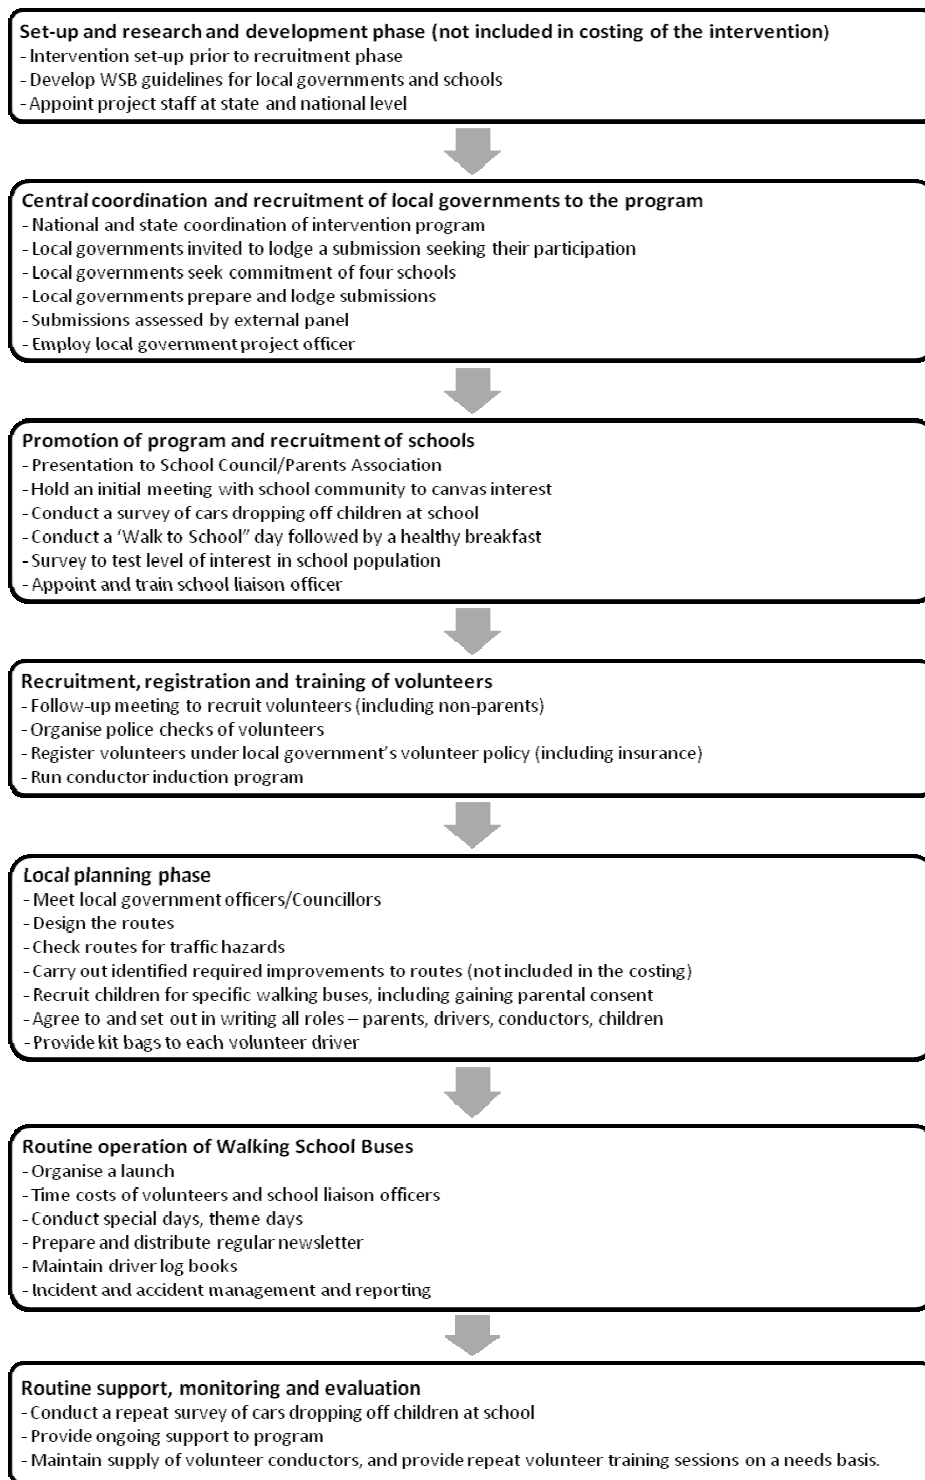 Set-up and research and development phase (not included in costing of the intervention)
- Intervention set-up prior to recruitment phase
- Develop WSB guidelines for local governments and schools
- Appoint project staff at state and national level
Central coordination and recruitment of local governments to the program
- National and state coordination of intervention program
- Local governments invited to lodge a submission seeking their participation
- Local governments seek commitment of four schools
- Local governments prepare and lodge submissions
- Submissions assessed by external panel
- Employ local government project officer
Promotion of program and recruitment of schools
- Presentation to School Council/Parents Association
- Hold an initial meeting with school community to canvas interest
- Conduct a survey of cars dropping off children at school
- Conduct a ‘Walk to School” day followed by a healthy breakfast
- Survey to test level of interest in school population
- Appoint and train school liaison officer
Recruitment, registration and training of volunteers
- Follow-up meeting to recruit volunteers (including non-parents)
- Organise police checks of volunteers
- Register volunteers under local government’s volunteer policy (including insurance)
- Run conductor induction program
Local planning phase
- Meet local government officers/Councillors
- Design the routes
- Check routes for traffic hazards
- Carry out identified required improvements to routes (not included in the costing)
- Recruit children for specific walking buses, including gaining parental consent
- Agree to and set out in writing all roles – parents, drivers, conductors, children
- Provide kit bags to each volunteer driver
Routine operation of Walking School Buses
- Organise a launch
- Time costs of volunteers and school liaison officers
- Conduct special days, theme days
- Prepare and distribute regular newsletter
- Maintain driver log books
- Incident and accident management and reporting
Routine support, monitoring and evaluation
- Conduct a repeat survey of cars dropping off children at school
- Provide ongoing support to program
- Maintain supply of volunteer conductors, and provide repeat volunteer training sessions on a needs basis.